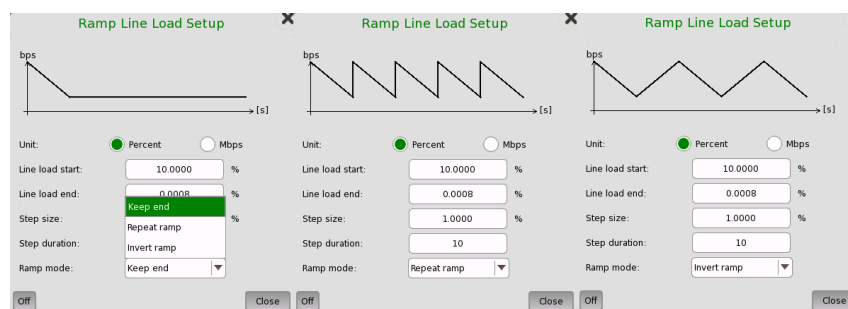 Ramp Line Load Setup
bps
[s]
Unit: Percent Mbps
Line load start: 10.0000 %
Line load end: 0.0008 %
Keep end
Step size: %
Repeat ramp
Step duration:
Invert ramp
Ramp mode: Keep end
Off Close
Ramp Line Load Setup
bps
[s]
Unit: Percent Mbps
Line load start: 10.0000 %
Line load end: 0.0008 %
Step size: 1.0000 %
Step duration: 10
Ramp mode: Repeat ramp
Off Close
Ramp Line Load Setup
bps
[s]
Unit: Percent Mbps
Line load start: 10.0000 %
Line load end: 0.0008 %
Step size: 1.0000 %
Step duration: 10
Ramp mode: Invert ramp
Off Close